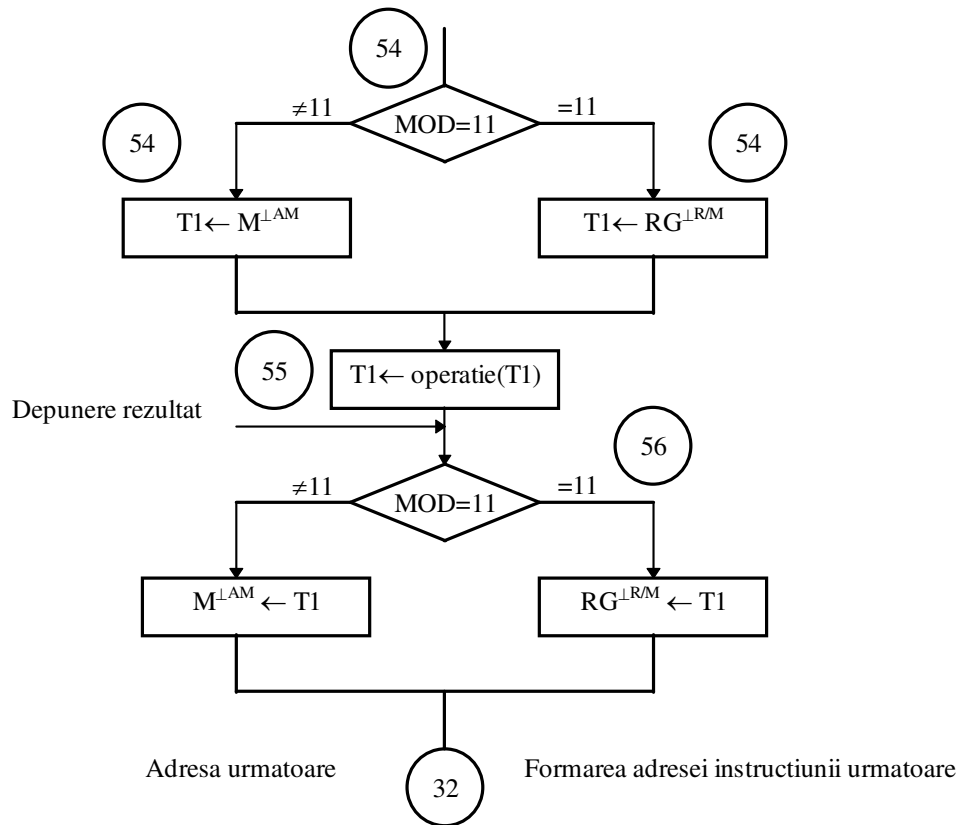 54
≠11
MOD=11
=11
54
54
T1← M⊥AM
T1← RG⊥R/M
55
T1← operatie(T1)
Depunere rezultat
56
≠11
MOD=11
=11
M⊥AM ← T1
RG⊥R/M ← T1
Adresa urmatoare
32
Formarea adresei instructiunii urmatoare